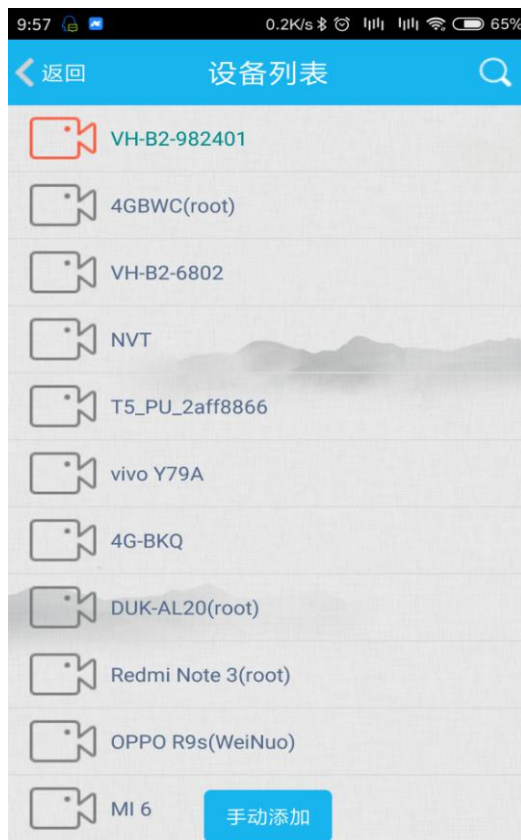 9:57 0.2K/s 65%
返回 设备列表
VH-B2-982401
4GBWC(root)
VH-B2-6802
NVT
T5_PU_2aff8866
vivo Y79A
4G-BKQ
DUK-AL20(root)
Redmi Note 3(root)
OPPO R9s(WeiNuo)
MI 6
手动添加